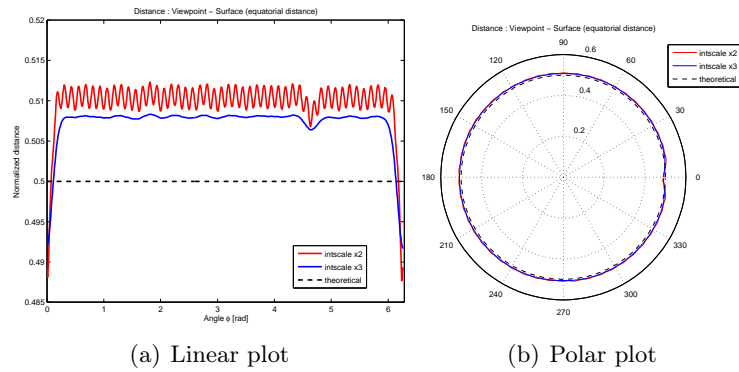 Distance : Viewpoint − Surface (equatorial distance)
0.52
0.515
0.51
0.505
0.5
0.495
0.49
0.485
Normalized distance
0 1 2 3 4 5 6
Angle ϕ [rad]
intscale x2
intscale x3
theoretical
(a) Linear plot
Distance : Viewpoint − Surface (equatorial distance)
90
0.6
120 60
0.4
150 30
0.2
180 0
210 330
240 300
270
intscale x2
intscale x3
theoretical
(b) Polar plot